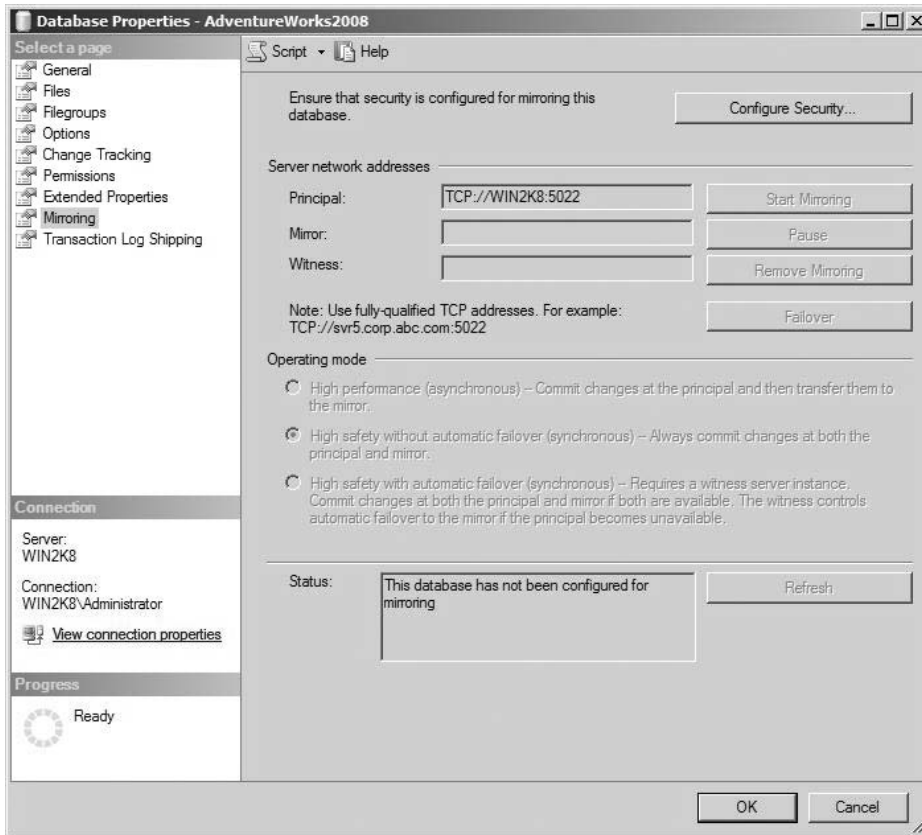 Database Properties - AdventureWorks2008
Select a page
General
Files
Filegroups
Options
Change Tracking
Permissions
Extended Properties
Mirroring
Transaction Log Shipping
Connection
Server:
WIN2K8
Connection:
WIN2K8\Administrator
View connection properties
Progress
Ready
Script
Help
Ensure that security is configured for mirroring this
database.
Configure Security...
Server network addresses
Principal:
TCP://WIN2K8:5022
Start Mirroring
Mirror:
Pause
Witness:
Remove Mirroring
Note: Use fully-qualified TCP addresses. For example:
TCP://svr5.corp.abc.com:5022
Failover
Operating mode
High performance (asynchronous) – Commit changes at the principal and then transfer them to
the mirror.
High safety without automatic failover (synchronous) – Always commit changes at both the
principal and mirror.
High safety with automatic failover (synchronous) – Requires a witness server instance.
Commit changes at both the principal and mirror if both are available. The witness controls
automatic failover to the mirror if the principal becomes unavailable.
Status:
This database has not been configured for
mirroring
Refresh
OK
Cancel